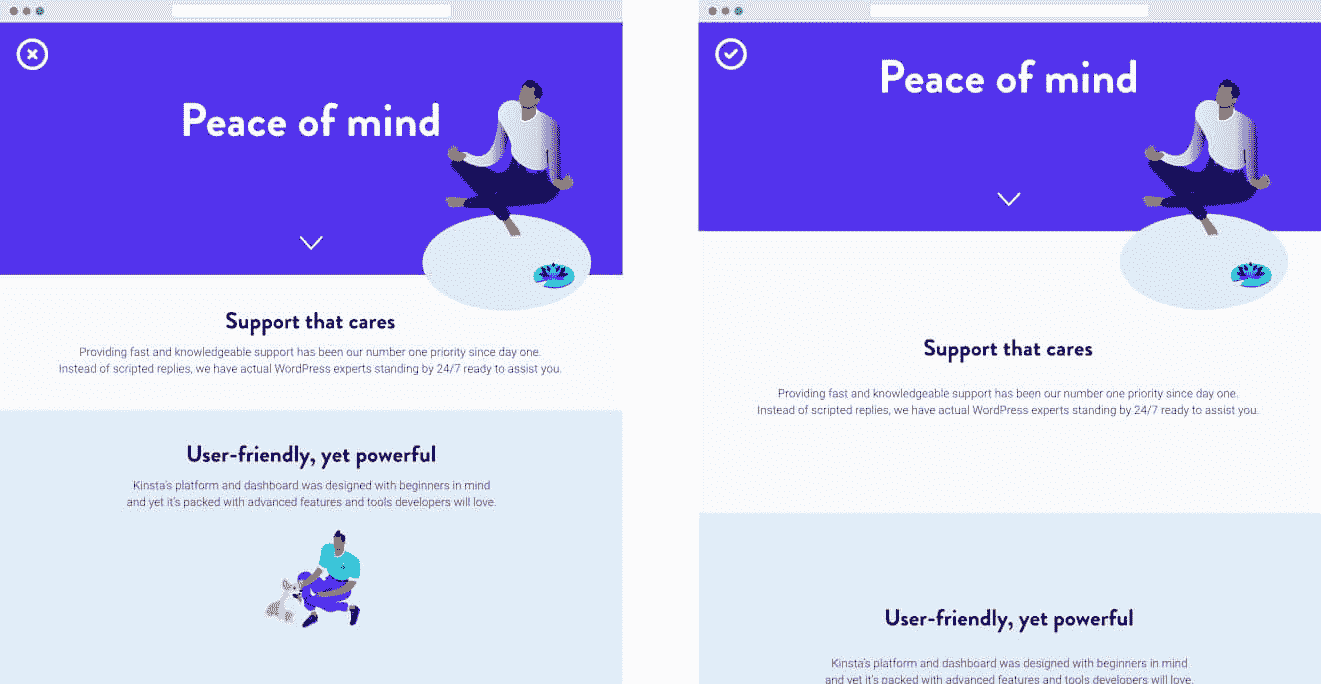 Peace of mind
Support that cares
Providing fast and knowledgeable support has been our number one priority since day one.
Instead of scripted replies, we have actual WordPress experts standing by 24/7 ready to assist you.
User-friendly, yet powerful
Kinsta's platform and dashboard was designed with beginners in mind
and yet it's packed with advanced features and tools developers will love.
Peace of mind
Support that cares
Providing fast and knowledgeable support has been our number one priority since day one.
Instead of scripted replies, we have actual WordPress experts standing by 24/7 ready to assist you.
User-friendly, yet powerful
Kinsta's platform and dashboard was designed with beginners in mind
and yet it's packed with advanced features and tools developers will love.